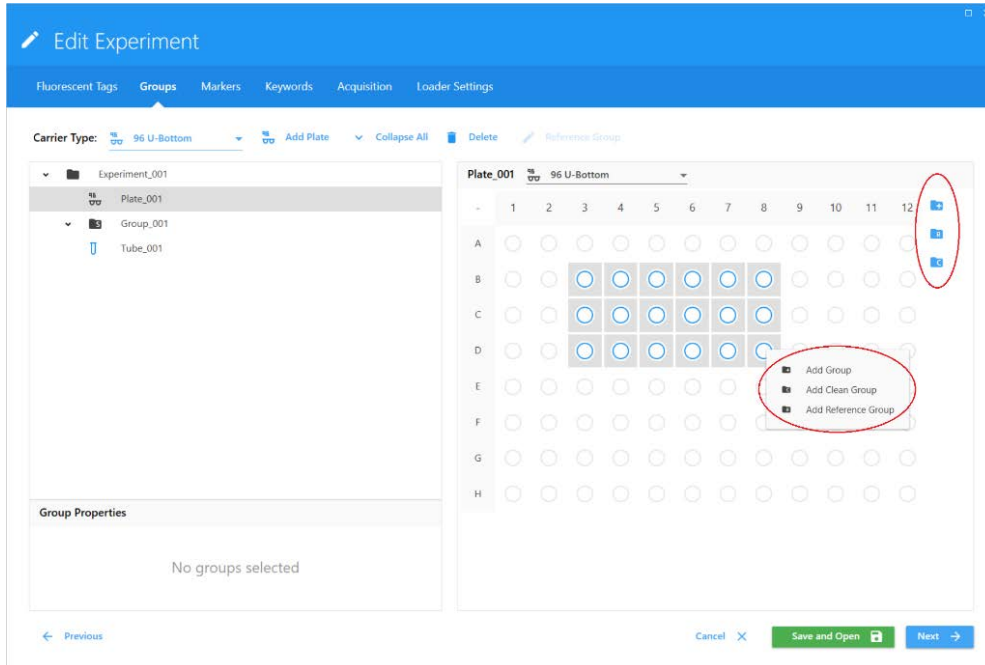 Edit Experiment
Fluorescent Tags Groups Markers Keywords Acquisition Loader Settings
Carrier Type: 96 U-Bottom Add Plate Collapse All Delete Reference Group
Experiment_001
Plate_001
Group_001
Tube_001
Group Properties
No groups selected
Plate_001 96 U-Bottom
- 1 2 3 4 5 6 7 8 9 10 11 12
A
B
C
D
E
F
G
H
Add Group
Add Clean Group
Add Reference Group
Previous
Cancel Save and Open Next